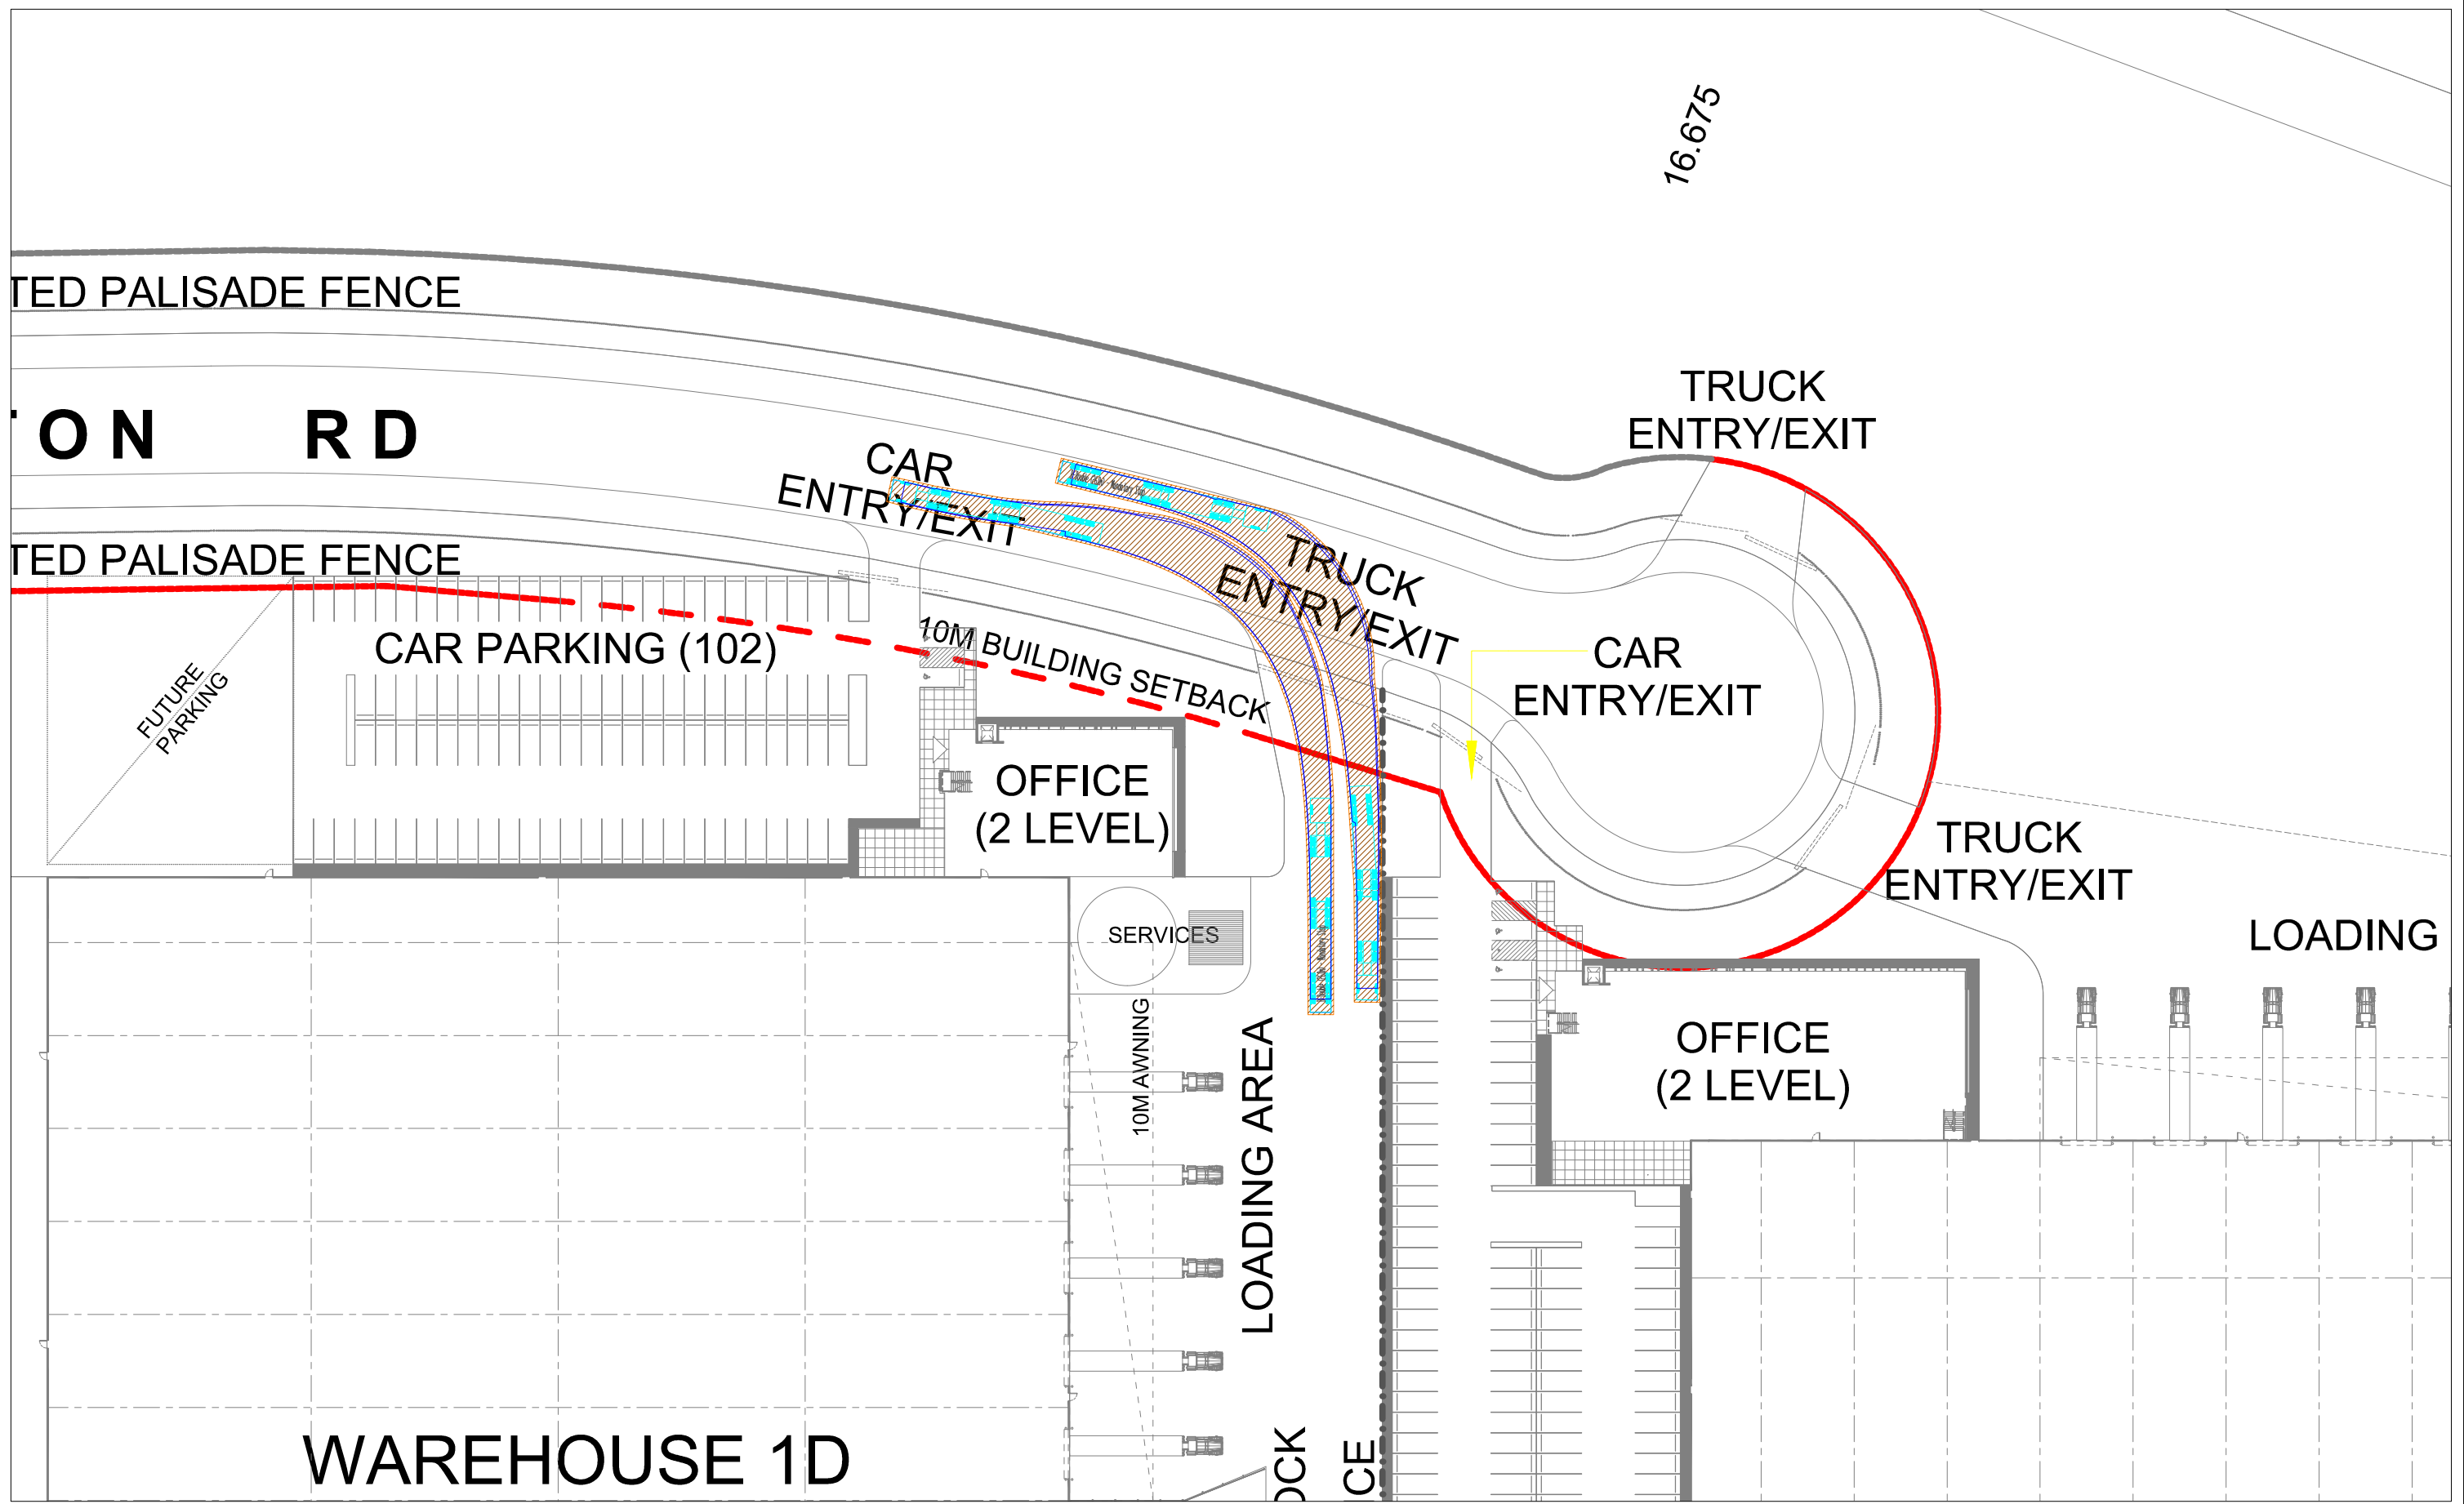 16.675
TED PALISADE FENCE
TRUCK
ENTRY/EXIT
ON RD
CAR
ENTRY/EXIT
TRUCK
ENTRY/EXIT
TED PALISADE FENCE
CAR PARKING (102)
10M BUILDING SETBACK
CAR
ENTRY/EXIT
FUTURE
PARKING
OFFICE
(2 LEVEL)
TRUCK
ENTRY/EXIT
SERVICES
LOADING
10M AWNING
LOADING AREA
OFFICE
(2 LEVEL)
WAREHOUSE 1D
OCK
CE